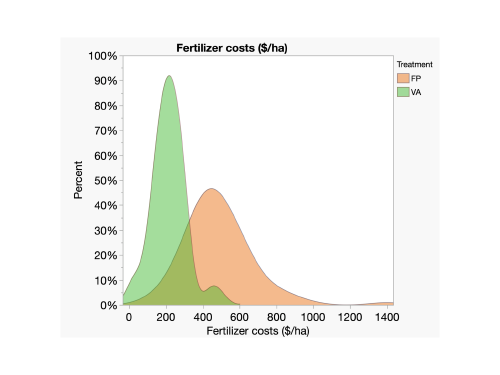 Fertilizer costs ($/ha)
Treatment
FP
VA
100%
90%
80%
70%
60%
50%
40%
30%
20%
10%
0%
Percent
0 200 400 600 800 1000 1200 1400
Fertilizer costs ($/ha)